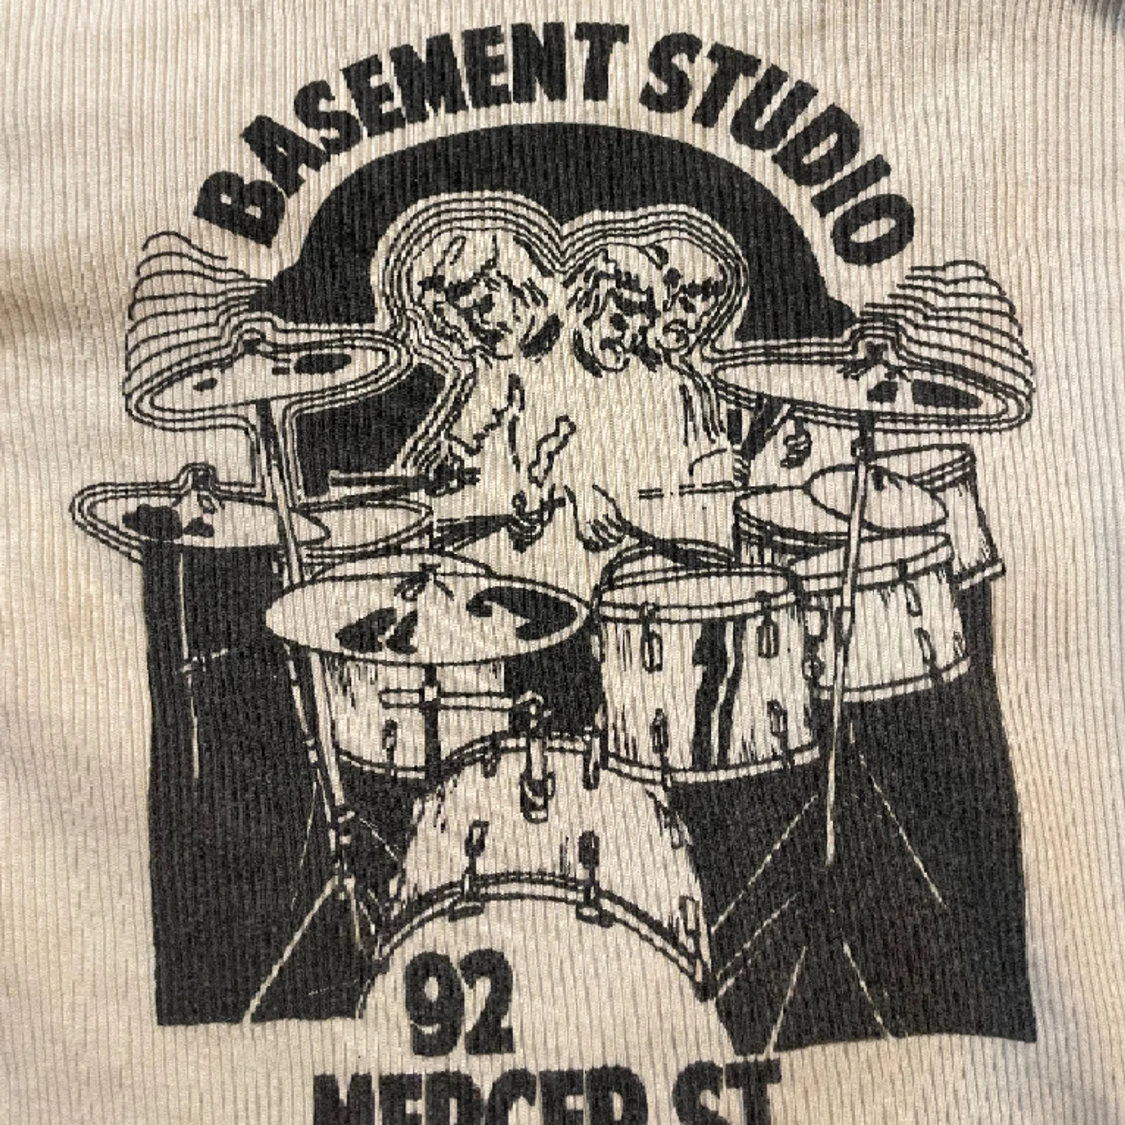 BASEMENT STUDIO
92
MERCER ST